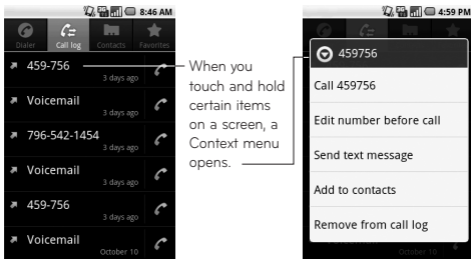 8:46 AM
Dialer Call log Contacts Favorites
459-756
3 days ago
Voicemail
3 days ago
796-542-1454
3 days ago
Voicemail
3 days ago
459-756
3 days ago
Voicemail
October 10
When you
touch and hold
certain items
on a screen, a
Context menu
opens.
4:59 PM
459756
Call 459756
Edit number before call
Send text message
Add to contacts
Remove from call log
October 10